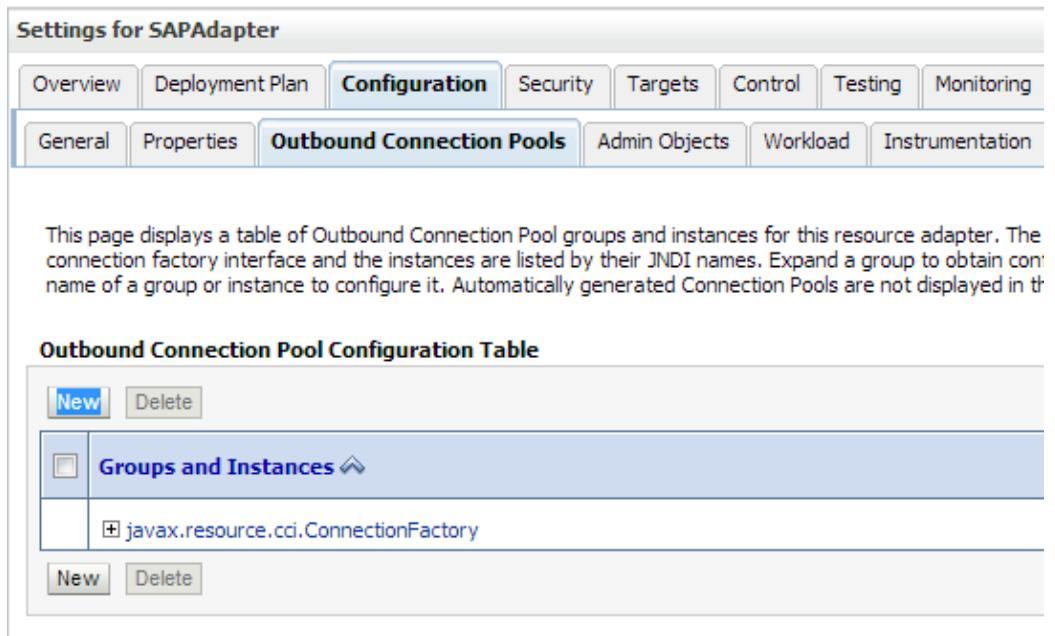 Settings for SAPAdapter
Overview Deployment Plan Configuration Security Targets Control Testing Monitoring
General Properties Outbound Connection Pools Admin Objects Workload Instrumentation
This page displays a table of Outbound Connection Pool groups and instances for this resource adapter. The
connection factory interface and the instances are listed by their JNDI names. Expand a group to obtain
name of a group or instance to configure it. Automatically generated Connection Pools are not displayed in
Outbound Connection Pool Configuration Table
New Delete
Groups and Instances
javax.resource.cci.ConnectionFactory
New Delete